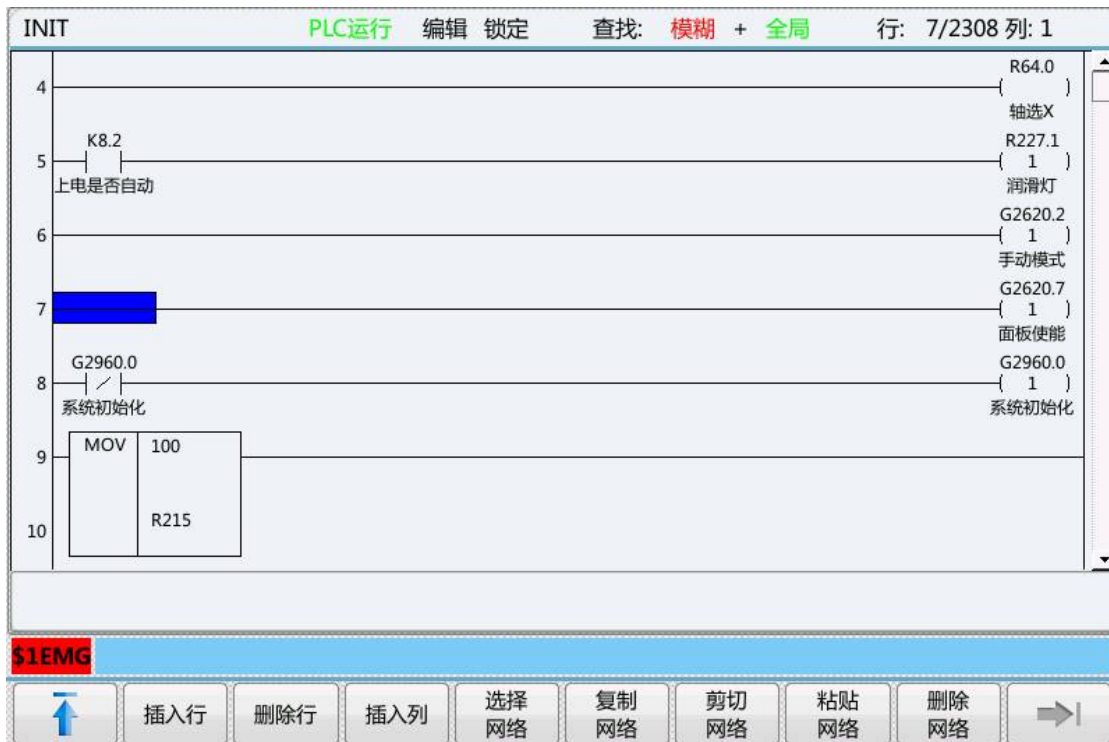 INIT PLC运行 编辑 锁定 查找: 模糊 + 全局 行: 7/2308 列: 1
R64.0
4 ( )
轴选X
K8.2 R227.1
5 ( 1 )
上电是否自动 润滑灯
G2620.2
6 ( 1 )
手动模式
G2620.7
7 ( 1 )
面板使能
G2960.0 G2960.0
8 ( 1 )
系统初始化 系统初始化
9 MOV 100
10 R215
$1EMG
插入行 删除行 插入列 选择网络 复制网络 剪切网络 粘贴网络 删除网络